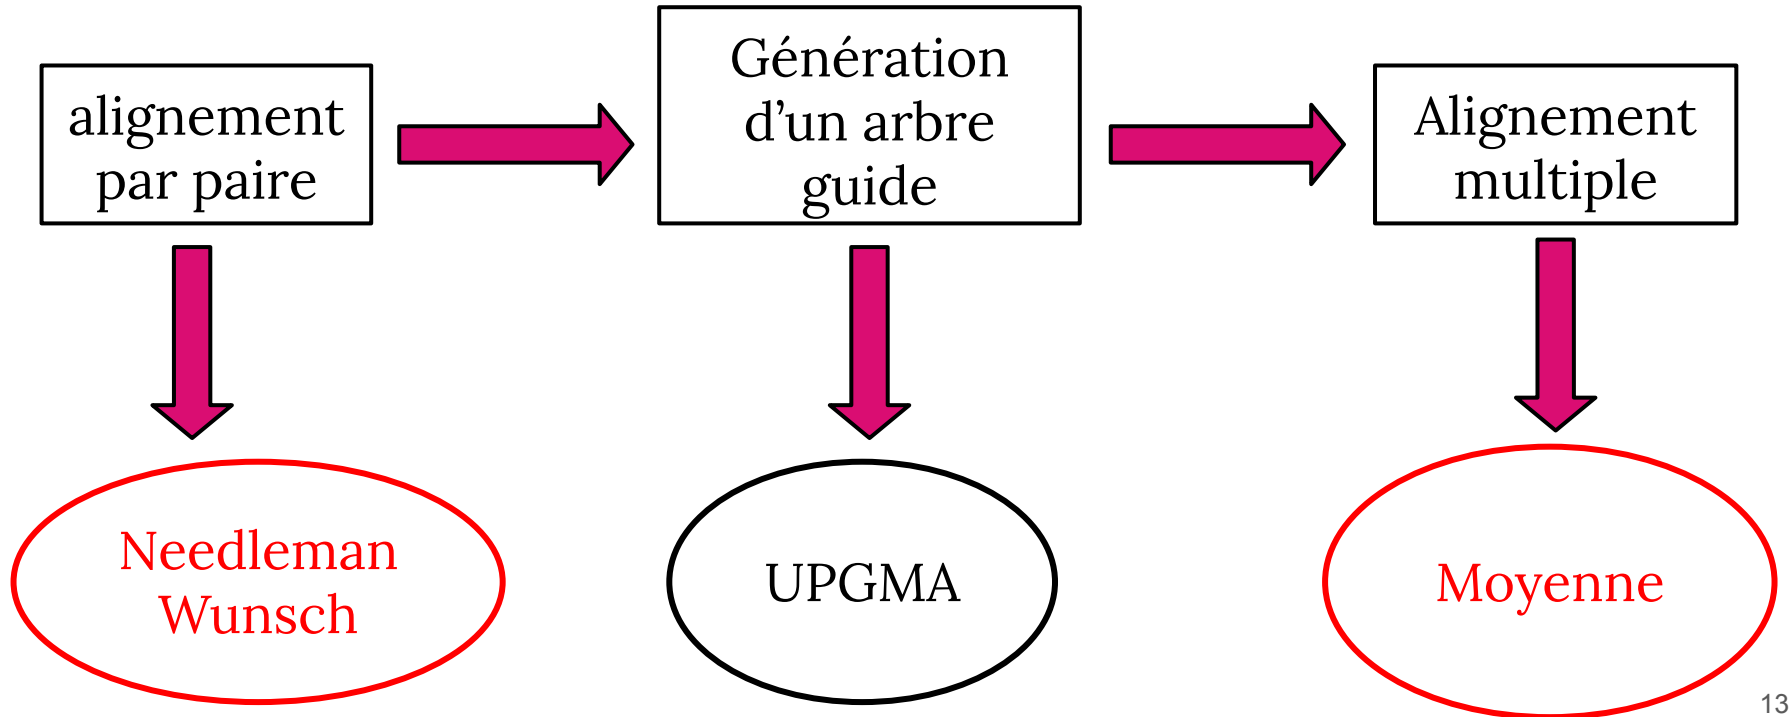 alignement
par paire
Génération
d’un arbre
guide
Alignement
multiple
Needleman
Wunsch
UPGMA
Moyenne
13